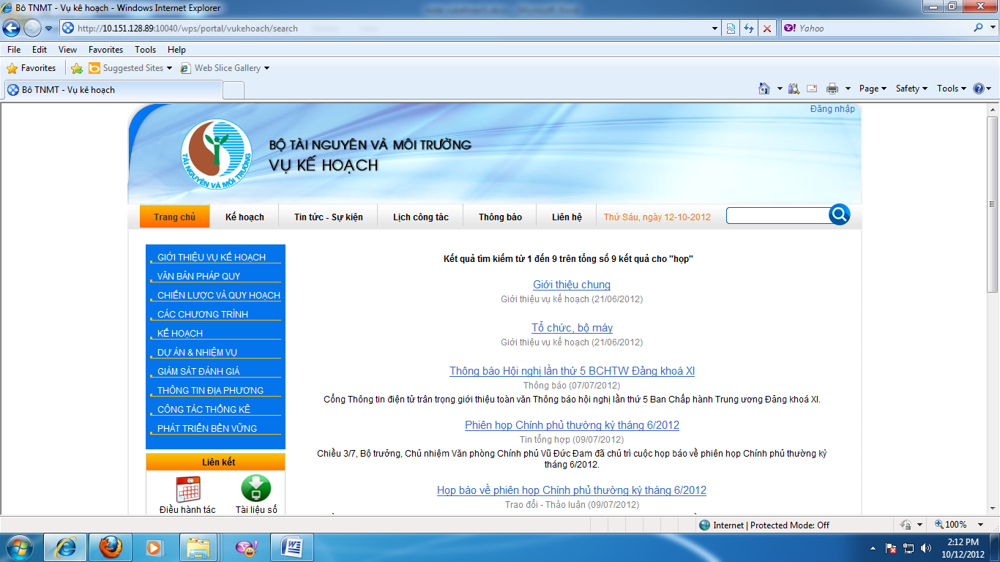 Bô TNMT - Vụ kê hoạch - Windows Internet Explorer
http://10.151.128.89:10040/wps/portal/vukehoach/search
Yahoo
File Edit View Favorites Tools Help
Favorites Suggested Sites Web Slice Gallery
Bô TNMT - Vụ kê hoạch
Page Safety Tools
Đăng nhập
TÀI NGUYÊN VÀ MÔI TRƯỜNG
BỘ TÀI NGUYÊN VÀ MÔI TRƯỜNG
VỤ KẾ HOẠCH
Trang chủ Kế hoạch Tin tức - Sự kiện Lịch công tác Thông báo Liên hệ Thứ Sáu, ngày 12-10-2012
GIỚI THIỆU VỤ KẾ HOẠCH
VĂN BẢN PHÁP QUY
CHIẾN LƯỢC VÀ QUY HOẠCH
CÁC CHƯƠNG TRÌNH
KẾ HOẠCH
DỰ ÁN & NHIỆM VỤ
GIÁM SÁT ĐÁNH GIÁ
THÔNG TIN ĐỊA PHƯƠNG
CÔNG TÁC THỐNG KÊ
PHÁT TRIỂN BỀN VỮNG
Liên kết
Điều hành tác Tài liệu số
Kết quả tìm kiếm từ 1 đến 9 trên tổng số 9 kết quả cho "họp"
Giới thiệu chung
Giới thiệu vụ kế hoạch (21/06/2012)
Tổ chức, bộ máy
Giới thiệu vụ kế hoạch (21/06/2012)
Thông báo Hội nghị lần thứ 5 BCHTW Đảng khoá XI
Thông báo (07/07/2012)
Cổng Thông tin điện tử trân trọng giới thiệu toàn văn Thông báo hội nghị lần thứ 5 Ban Chấp hành Trung ương Đảng khoá XI.
Phiên họp Chính phủ thường kỳ tháng 6/2012
Tin tổng hợp (09/07/2012)
Chiều 3/7, Bộ trưởng, Chủ nhiệm Văn phòng Chính phủ Vũ Đức Đam đã chủ trì cuộc họp báo về phiên họp Chính phủ thường kỳ
tháng 6/2012.
Họp báo về phiên họp Chính phủ thường kỳ tháng 6/2012
Trao đổi - Thảo luận (09/07/2012)
Internet | Protected Mode: Off
100%
2:12 PM
10/12/2012